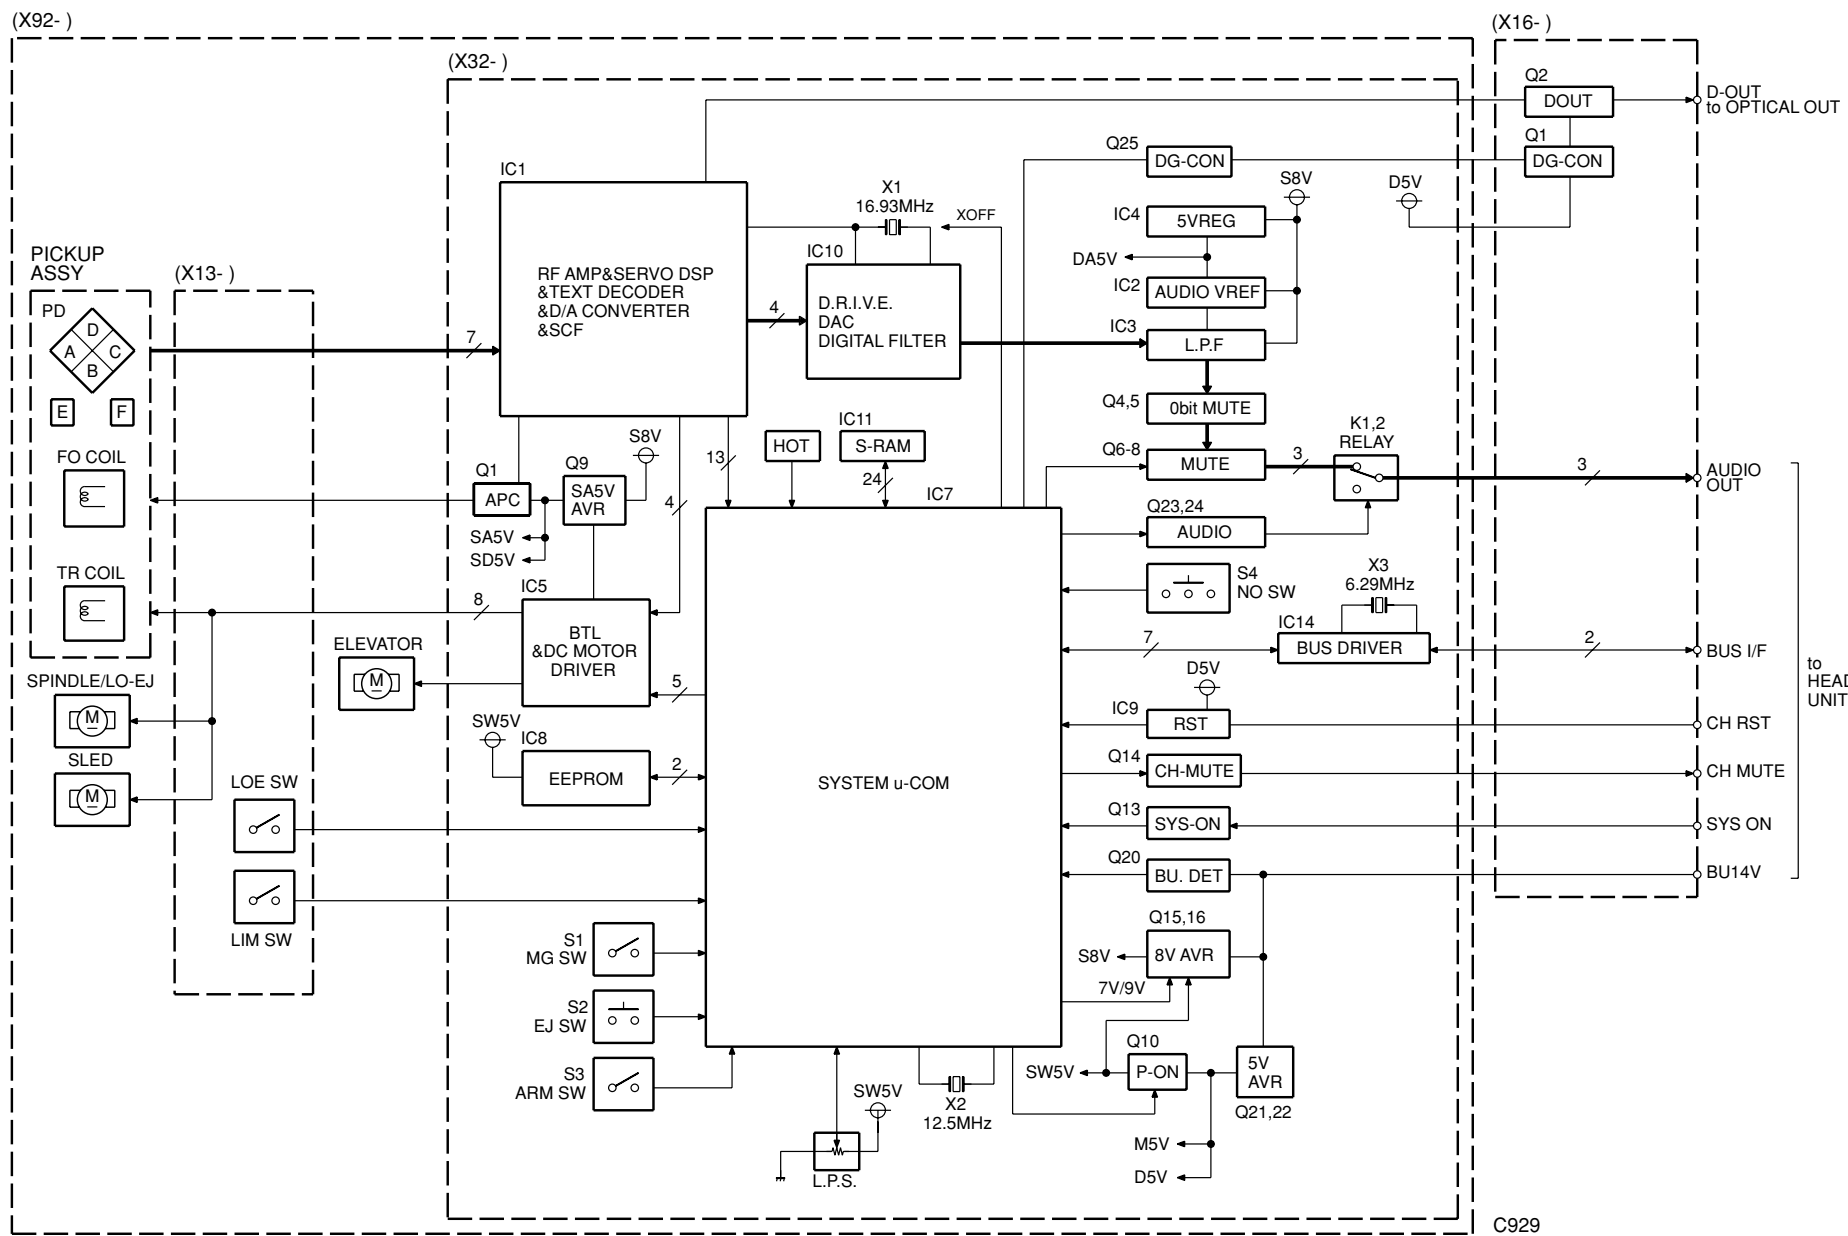 (X92- )
(X16- )
(X32- )
Q2
DOUT
D-OUT
to OPTICAL OUT
Q1
DG-CON
Q25
DG-CON
D5V
S8V
IC1
RF AMP&SERVO DSP
&TEXT DECODER
&D/A CONVERTER
&SCF
X1
16.93MHz
XOFF
IC10
D.R.I.V.E.
DAC
DIGITAL FILTER
4
IC4
5VREG
DA5V
IC2
AUDIO VREF
IC3
L.P.F
Q4,5
0bit MUTE
Q6-8
MUTE
3
K1,2
RELAY
3
AUDIO
OUT
PICKUP
ASSY
(X13- )
PD
D
A
C
B
7
E
F
FO COIL
TR COIL
SPINDLE/LO-EJ
M
SLED
M
LOE SW
LIM SW
Q1
APC
Q9
SA5V
AVR
S8V
SA5V
SD5V
13
4
HOT
IC11
S-RAM
24
IC7
SYSTEM u-COM
8
IC5
BTL
&DC MOTOR
DRIVER
ELEVATOR
M
5
SW5V
IC8
EEPROM
2
Q23,24
AUDIO
S4
NO SW
X3
6.29MHz
IC14
BUS DRIVER
7
2
BUS I/F
to
HEAD
UNIT
D5V
IC9
RST
CH RST
Q14
CH-MUTE
CH MUTE
Q13
SYS-ON
SYS ON
Q20
BU. DET
BU14V
Q15,16
8V AVR
S8V
7V/9V
Q10
P-ON
SW5V
5V
AVR
Q21,22
M5V
D5V
S1
MG SW
S2
EJ SW
S3
ARM SW
SW5V
L.P.S.
X2
12.5MHz
C929